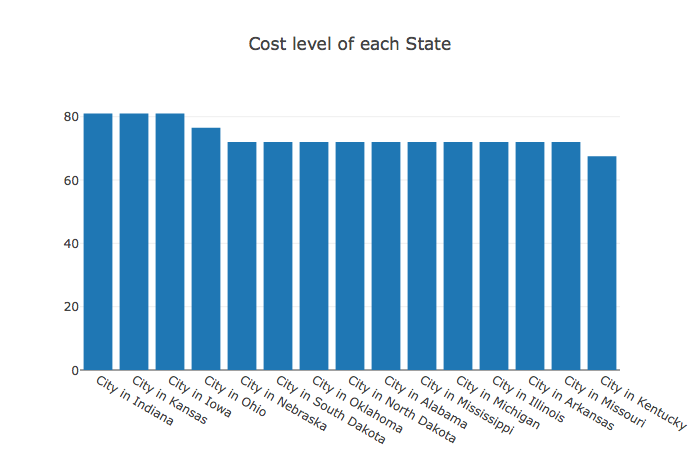 Cost level of each State
80
60
40
20
0
City in Indiana
City in Kansas
City in Iowa
City in Ohio
City in Nebraska
City in South Dakota
City in Oklahoma
City in North Dakota
City in Alabama
City in Mississippi
City in Michigan
City in Illinois
City in Arkansas
City in Missouri
City in Kentucky